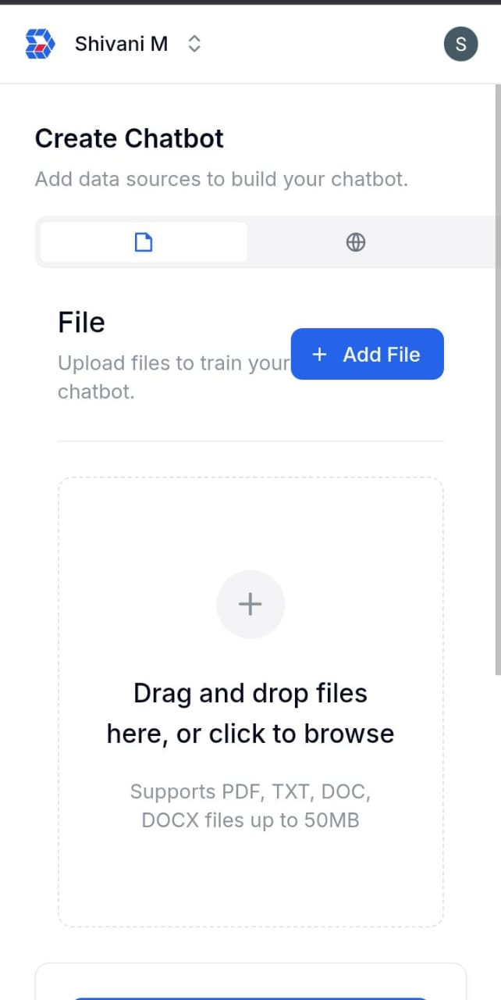 Shivani M
S
Create Chatbot
Add data sources to build your chatbot.
File
Upload files to train your
chatbot.
+ Add File
Drag and drop files
here, or click to browse
Supports PDF, TXT, DOC,
DOCX files up to 50MB